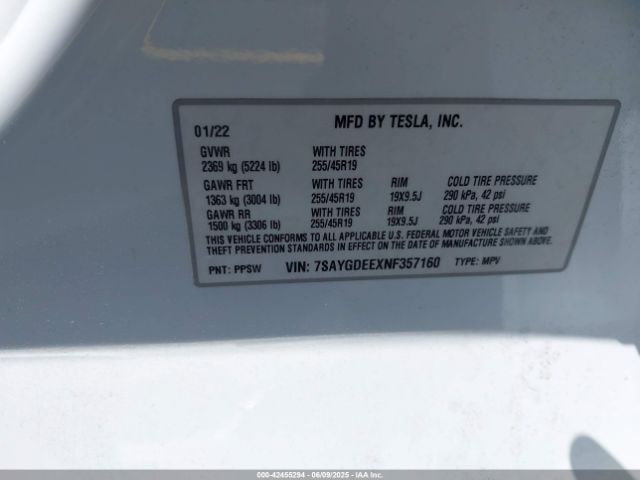 01/22 MFD BY TESLA, INC.
GVWR WITH TIRES
2369 kg (5224 lb) 255/45R19
GAWR FRT WITH TIRES RIM COLD TIRE PRESSURE
1363 kg (3004 lb) 255/45R19 19X9.5J 290 kPa, 42 psi
GAWR RR WITH TIRES RIM COLD TIRE PRESSURE
1500 kg (3306 lb) 255/45R19 19X9.5J 290 kPa, 42 psi
THIS VEHICLE CONFORMS TO ALL APPLICABLE U.S. FEDERAL MOTOR VEHICLE SAFETY AND
THEFT PREVENTION STANDARDS IN EFFECT ON THE DATE OF MANUFACTURE SHOWN ABOVE.
PNT: PPSW VIN: 7SAYGDEEXNF357160 TYPE: MPV
000-42455294 - 06/09/2025 - IAAI, Inc.